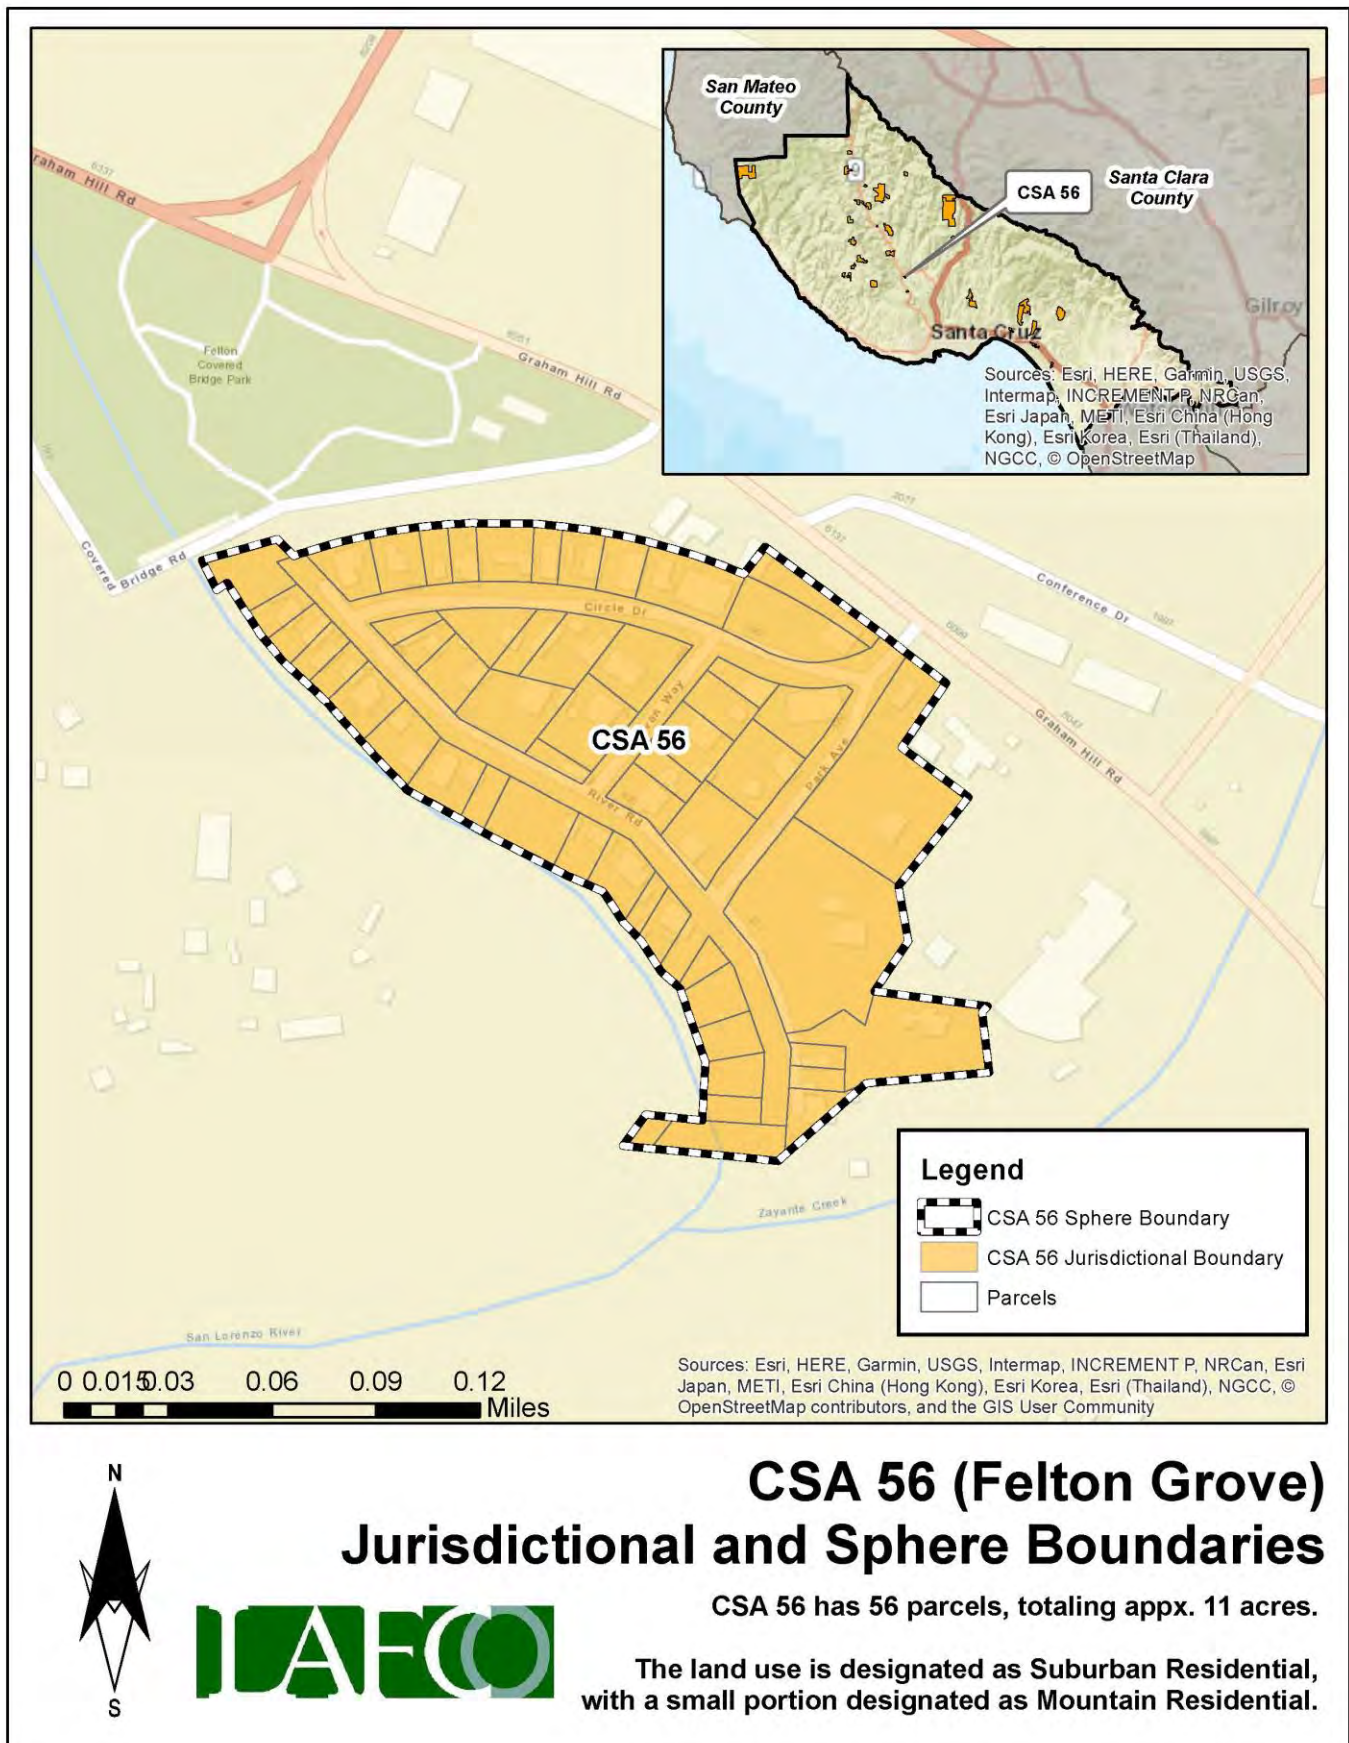 San Mateo
County
Santa Clara
County
CSA 56
9
Gilroy
Santa Cruz
Sources: Esri, HERE, Garmin, USGS,
Intermap, INCREMENT P, NRCan,
Esri Japan, METI, Esri China (Hong
Kong), Esri Korea, Esri (Thailand),
NGCC, © OpenStreetMap
6337
raham Hill Rd
Felton
Covered
Bridge Park
Graham Hill Rd
Covered Bridge Rd
2071
6137
Conference Dr
1997
6099
Graham Hill Rd
Circle Dr
CSA 56
Park Ave
River Rd
Zayante Creek
San Lorenzo River
Legend
CSA 56 Sphere Boundary
CSA 56 Jurisdictional Boundary
Parcels
0 0.015 0.03 0.06 0.09 0.12
Miles
Sources: Esri, HERE, Garmin, USGS, Intermap, INCREMENT P, NRCan, Esri
Japan, METI, Esri China (Hong Kong), Esri Korea, Esri (Thailand), NGCC, ©
OpenStreetMap contributors, and the GIS User Community
N
S
LAFCO
CSA 56 (Felton Grove)
Jurisdictional and Sphere Boundaries
CSA 56 has 56 parcels, totaling appx. 11 acres.
The land use is designated as Suburban Residential,
with a small portion designated as Mountain Residential.